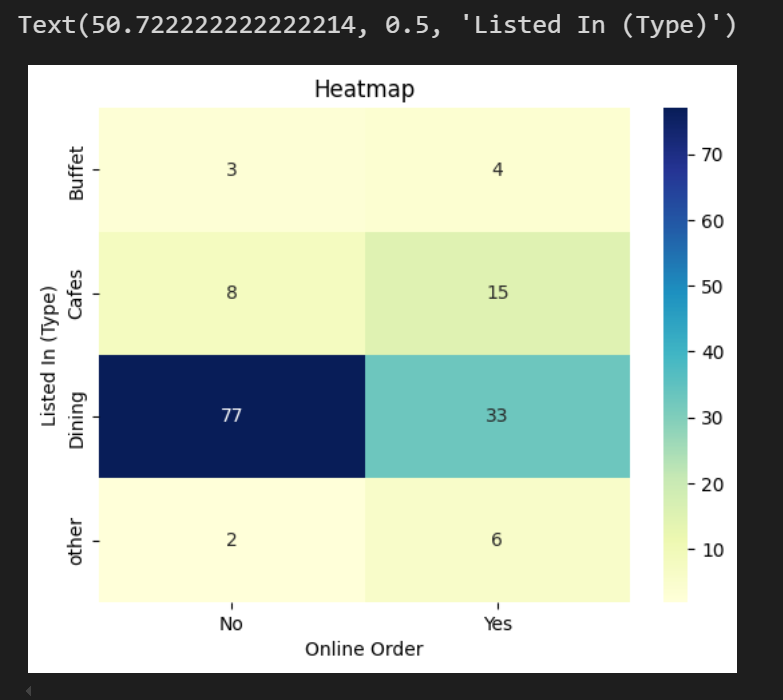 Text(50.722222222222214, 0.5, 'Listed In (Type)')
Heatmap
Listed In (Type)
Buffet
3 4
Cafes
8 15
Dining
77 33
other
2 6
No Yes
Online Order
70
60
50
40
30
20
10